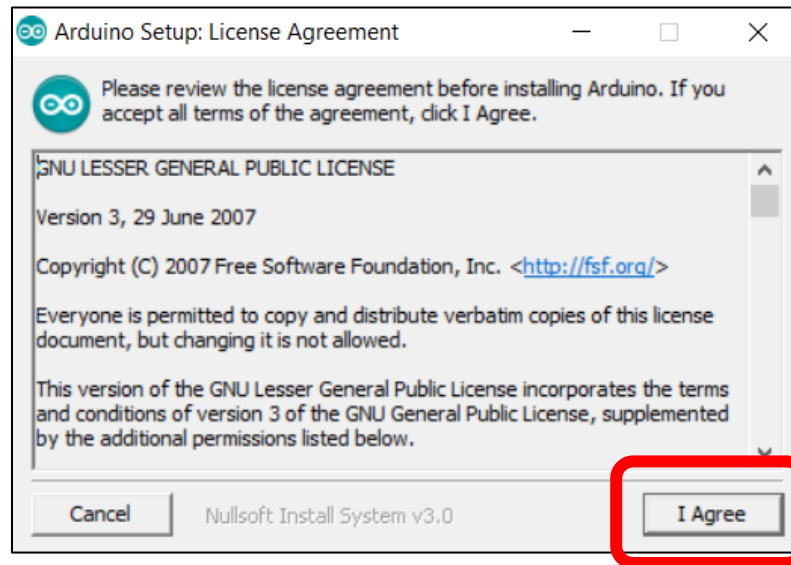 Arduino Setup: License Agreement
Please review the license agreement before installing Arduino. If you
accept all terms of the agreement, click I Agree.
GNU LESSER GENERAL PUBLIC LICENSE
Version 3, 29 June 2007
Copyright (C) 2007 Free Software Foundation, Inc. <http://fsf.org/>
Everyone is permitted to copy and distribute verbatim copies of this license
document, but changing it is not allowed.
This version of the GNU Lesser General Public License incorporates the terms
and conditions of version 3 of the GNU General Public License, supplemented
by the additional permissions listed below.
Cancel
Nullsoft Install System v3.0
I Agree